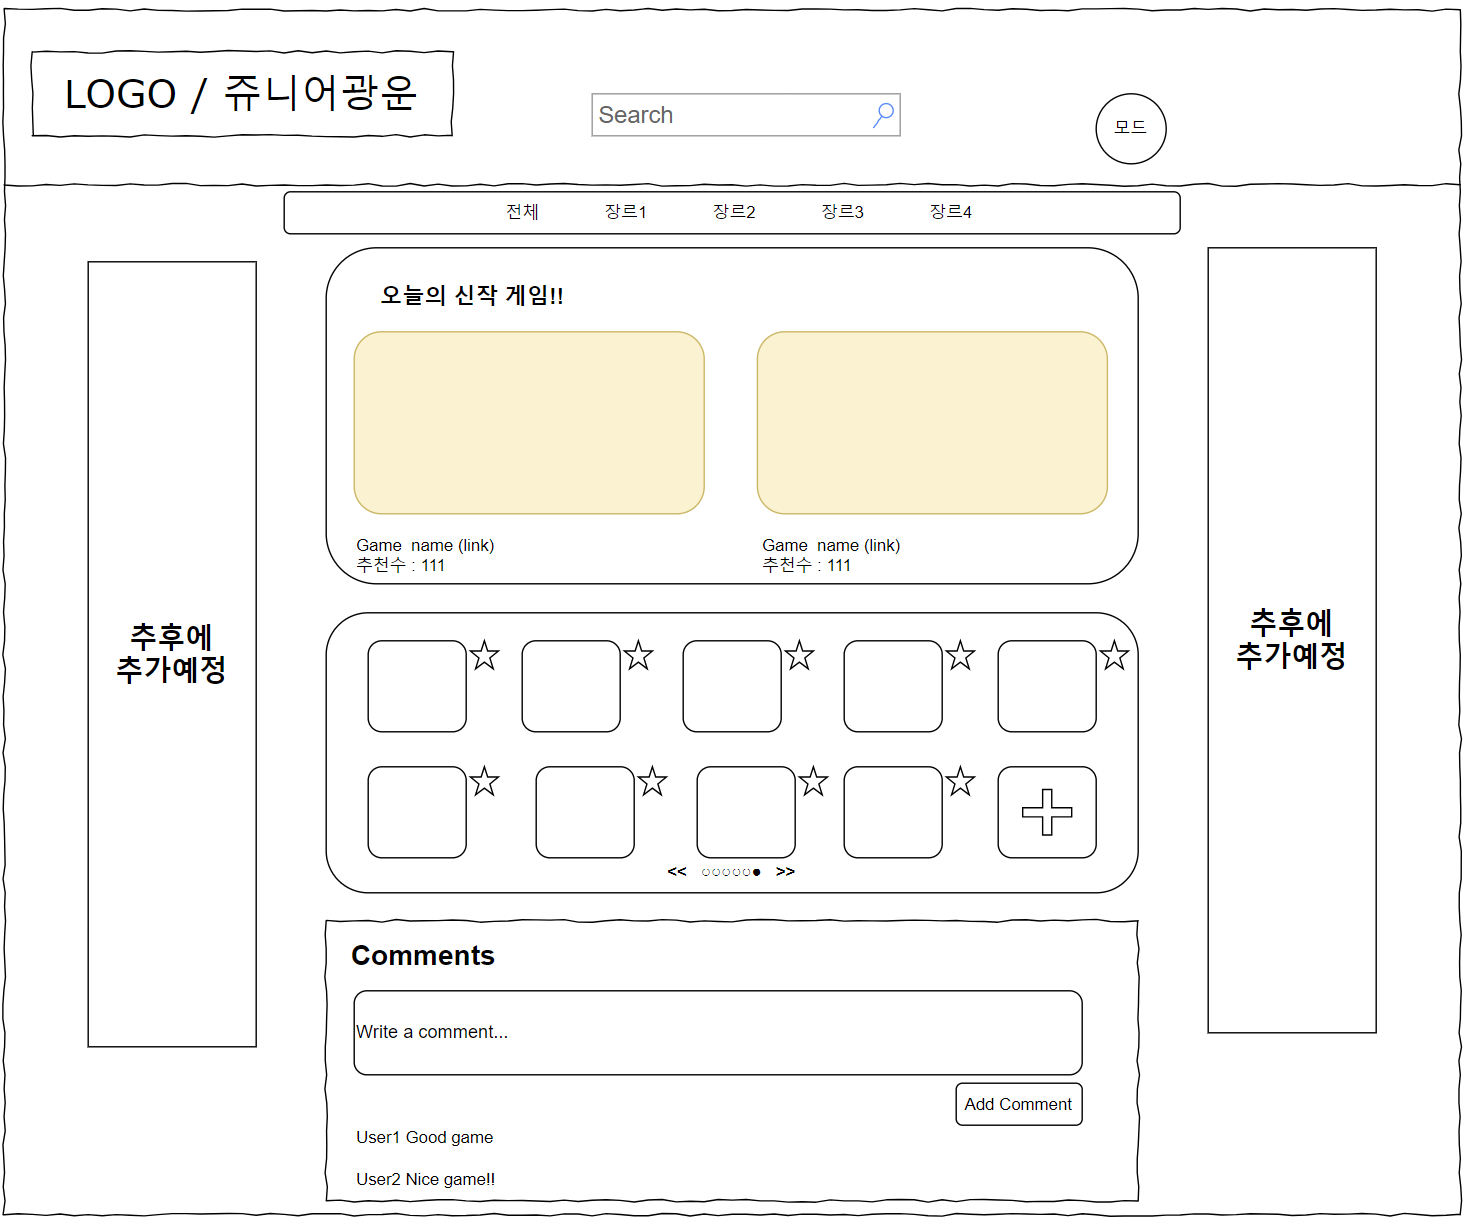 LOGO / 쥬니어광운
Search
모드
전체 장르1 장르2 장르3 장르4
오늘의 신작 게임!!
Game name (link)
추천수 : 111
Game name (link)
추천수 : 111
추후에
추가예정
추후에
추가예정
<< ○○○○○● >>
Comments
Write a comment...
Add Comment
User1 Good game
User2 Nice game!!